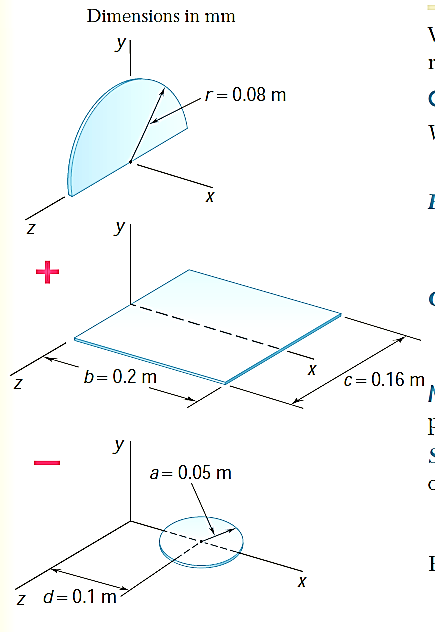 Dimensions in mm
y
r = 0.08 m
x
z
+
y
b = 0.2 m
x
c = 0.16 m
z
–
y
a = 0.05 m
x
z
d = 0.1 m